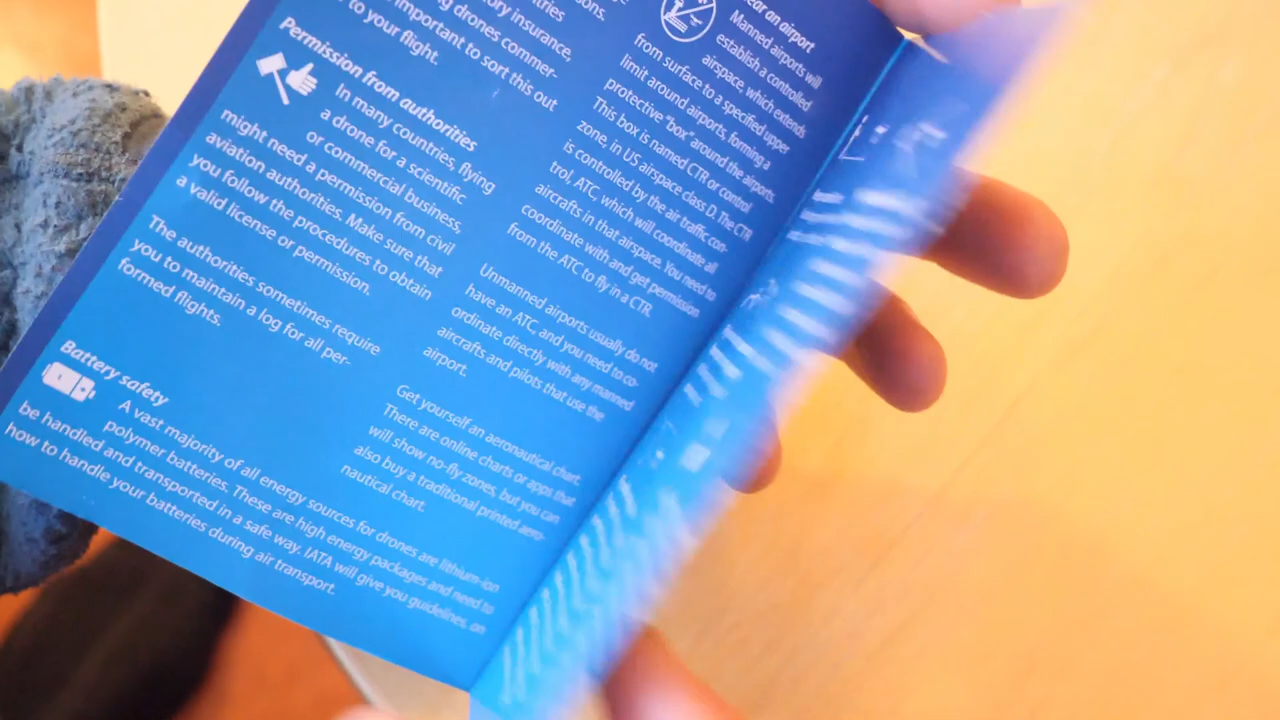 ntries
ory insurance,
ng drones commer-
important to sort this out
to your flight.
Permission from authorities
In many countries, flying
a drone for a scientific
or commercial business,
might need a permission from civil
aviation authorities. Make sure that
you follow the procedures to obtain
a valid license or permission.
The authorities sometimes require
you to maintain a log for all per-
formed flights.
Battery safety
A vast majority of all energy sources for drones are lithium-ion
polymer batteries. These are high energy packages and need to
be handled and transported in a safe way. IATA will give you guidelines, on
how to handle your batteries during air transport.
ear an airport
Manned airports will
establish a controlled
airspace, which extends
from surface to a specified upper
limit around airports, forming a
protective "box" around the airports.
This box is named CTR or control
zone, in US airspace class D. The CTR
is controlled by the air traffic con-
trol, ATC, which will coordinate all
aircrafts in that airspace. You need to
coordinate with and get permission
from the ATC to fly in a CTR.
Unmanned airports usually do not
have an ATC, and you need to co-
ordinate directly with any manned
aircrafts and pilots that use the
airport.
Get yourself an aeronautical chart.
There are online charts or apps that
will show no-fly zones, but you can
also buy a traditional printed aero-
nautical chart.